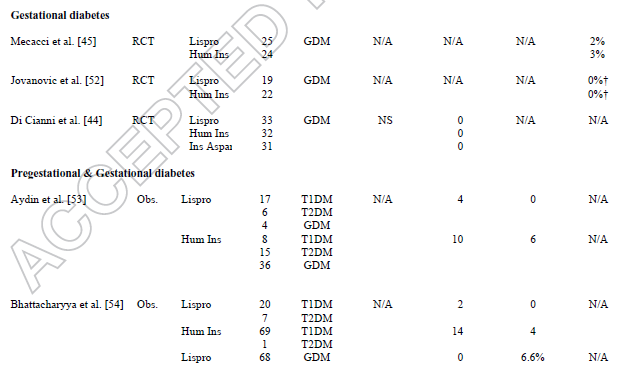 Gestational diabetes
Mecacci et al. [45] RCT Lispro 25 GDM N/A N/A N/A 2%
Hum Ins 24 3%
Jovanovic et al. [52] RCT Lispro 19 GDM N/A N/A N/A 0%†
Hum Ins 22 0%†
Di Cianni et al. [44] RCT Lispro 33 GDM NS 0 N/A N/A
Hum Ins 32 0
Ins Aspar 31 0
Pregestational & Gestational diabetes
Aydin et al. [53] Obs. Lispro 17 T1DM N/A 4 0 N/A
6 T2DM
4 GDM
Hum Ins 8 T1DM 10 6 N/A
15 T2DM
36 GDM
Bhattacharyya et al. [54] Obs. Lispro 20 T1DM N/A 2 0 N/A
7 T2DM
Hum Ins 69 T1DM 14 4
1 T2DM
Lispro 68 GDM 0 6.6% N/A
ACCEPTED